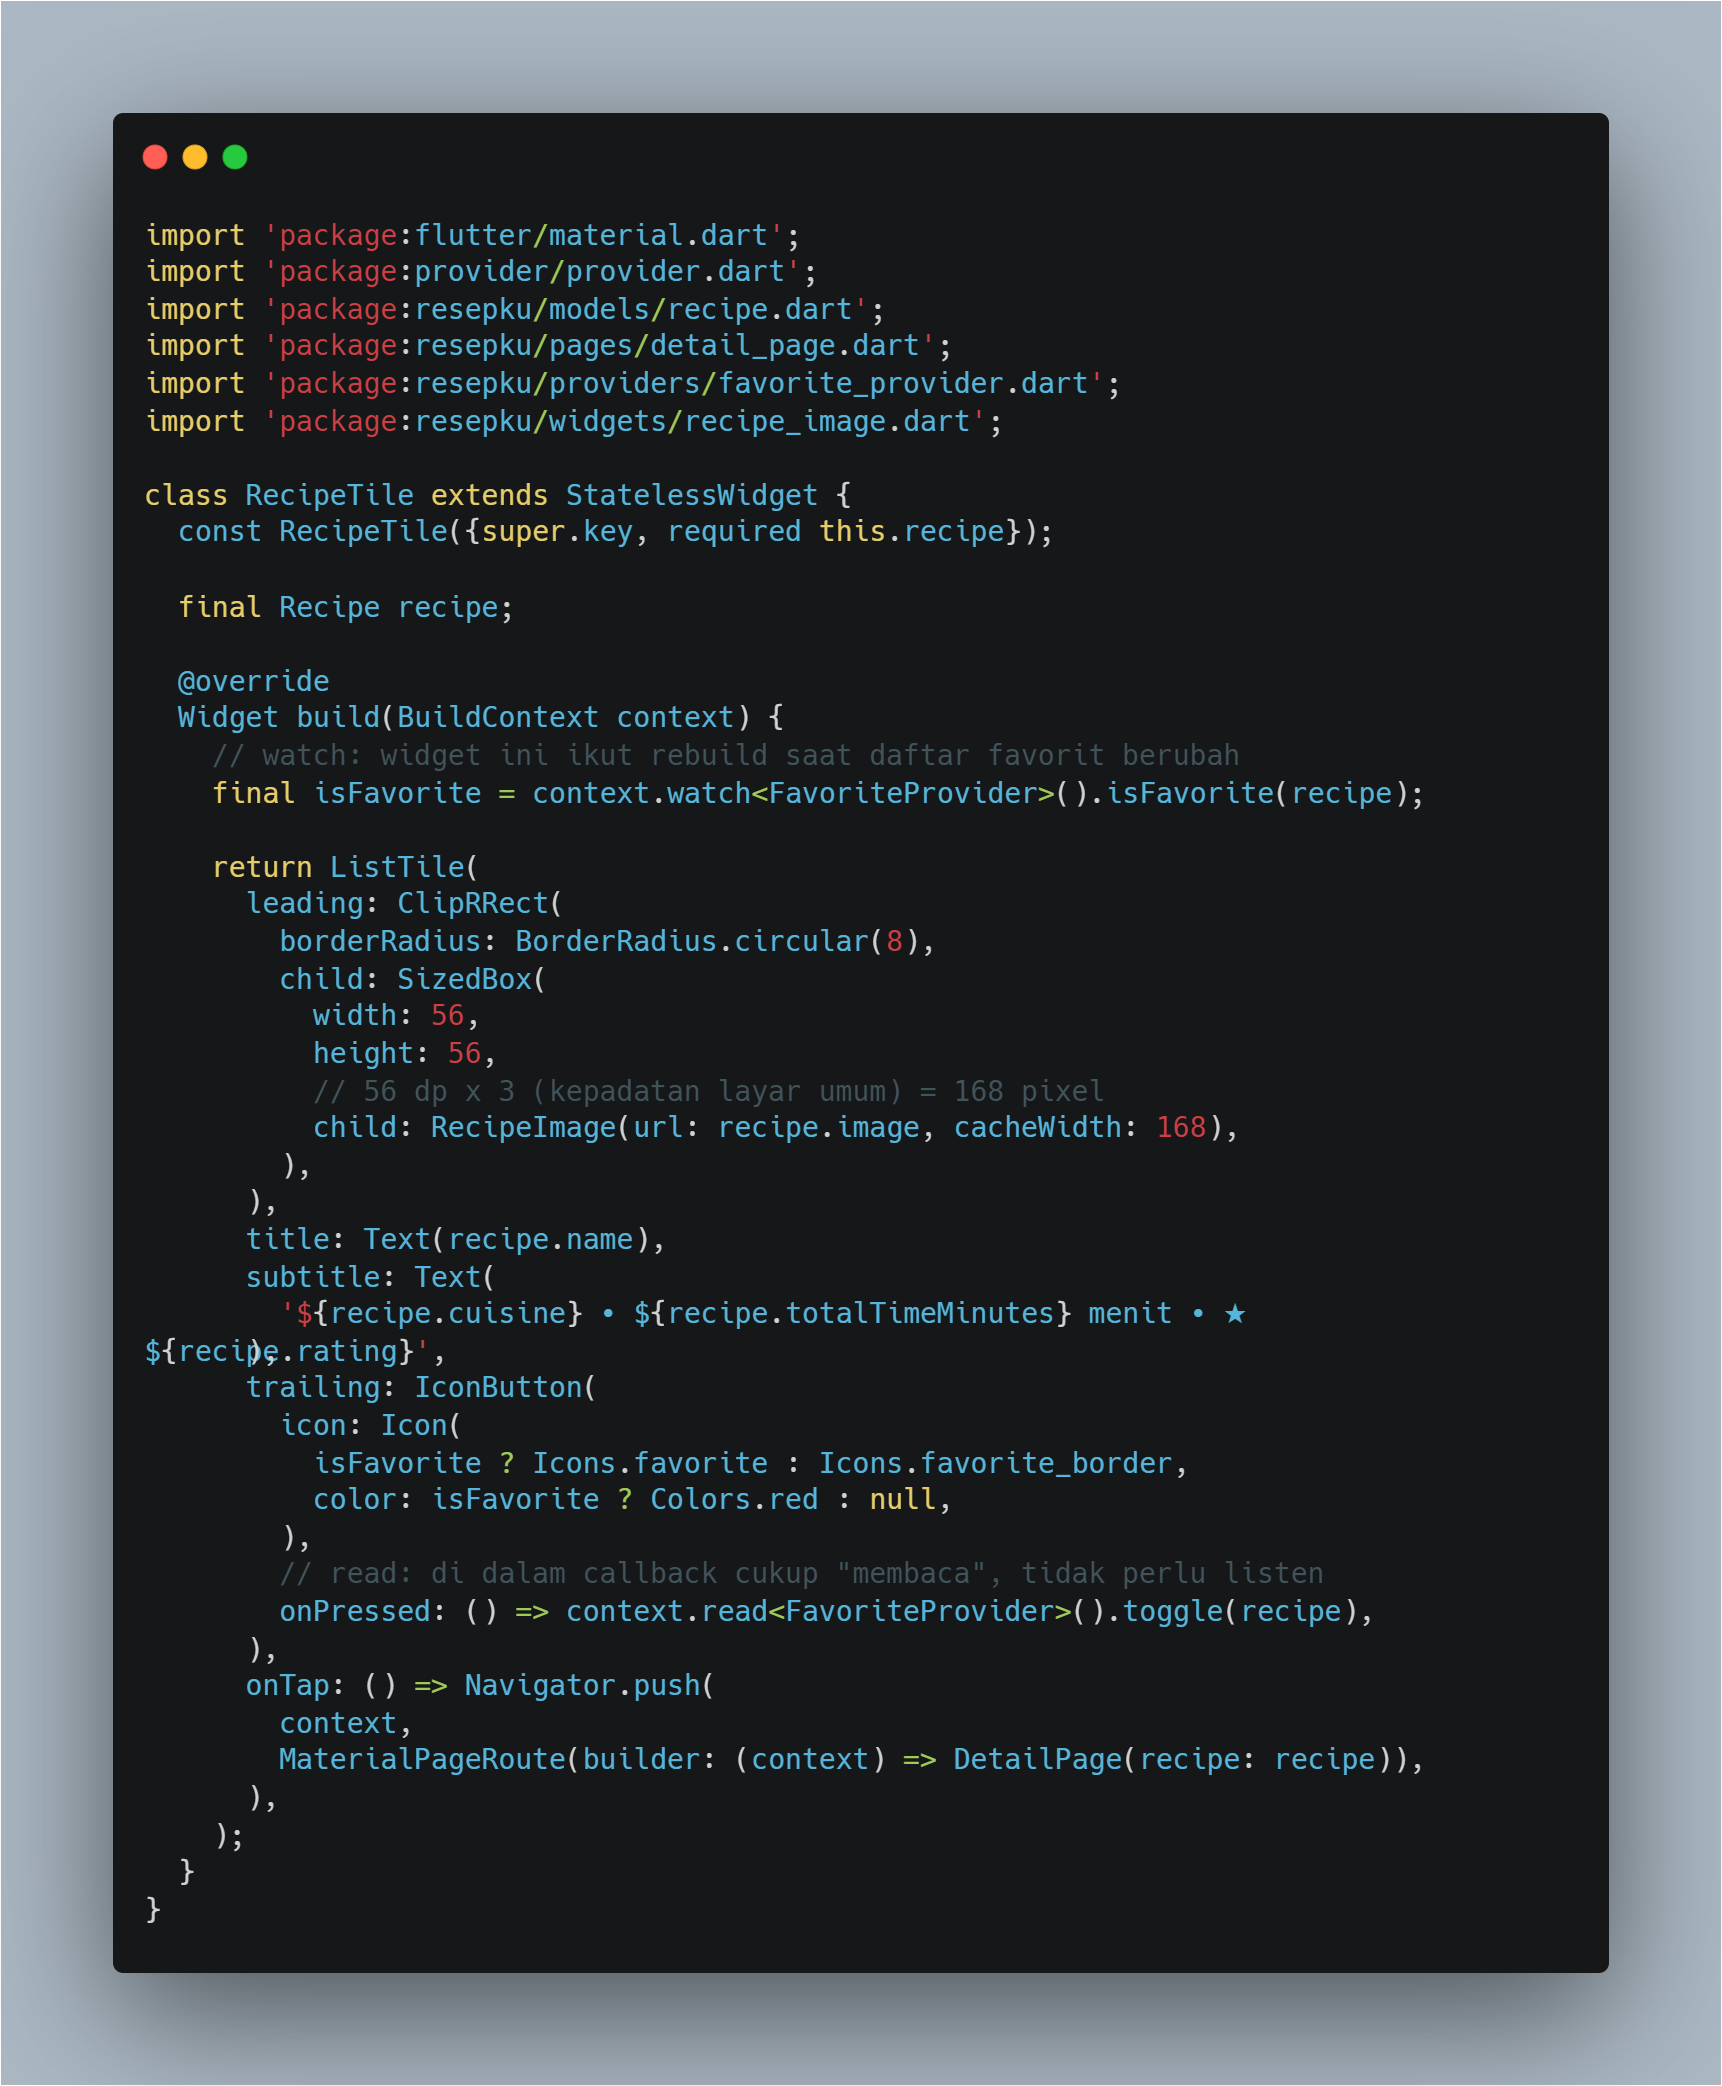 import 'package:flutter/material.dart';
import 'package:provider/provider.dart';
import 'package:resepku/models/recipe.dart';
import 'package:resepku/pages/detail_page.dart';
import 'package:resepku/providers/favorite_provider.dart';
import 'package:resepku/widgets/recipe_image.dart';

class RecipeTile extends StatelessWidget {
  const RecipeTile({super.key, required this.recipe});

  final Recipe recipe;

  @override
  Widget build(BuildContext context) {
    // watch: widget ini ikut rebuild saat daftar favorit berubah
    final isFavorite = context.watch<FavoriteProvider>().isFavorite(recipe);

    return ListTile(
      leading: ClipRRect(
        borderRadius: BorderRadius.circular(8),
        child: SizedBox(
          width: 56,
          height: 56,
          // 56 dp x 3 (kepadatan layar umum) = 168 pixel
          child: RecipeImage(url: recipe.image, cacheWidth: 168),
        ),
      ),
      title: Text(recipe.name),
      subtitle: Text(
        '${recipe.cuisine} • ${recipe.totalTimeMinutes} menit • ★
${recipe.rating}',
      ),
      trailing: IconButton(
        icon: Icon(
          isFavorite ? Icons.favorite : Icons.favorite_border,
          color: isFavorite ? Colors.red : null,
        ),
        // read: di dalam callback cukup "membaca", tidak perlu listen
        onPressed: () => context.read<FavoriteProvider>().toggle(recipe),
      ),
      onTap: () => Navigator.push(
        context,
        MaterialPageRoute(builder: (context) => DetailPage(recipe: recipe)),
      ),
    );
  }
}